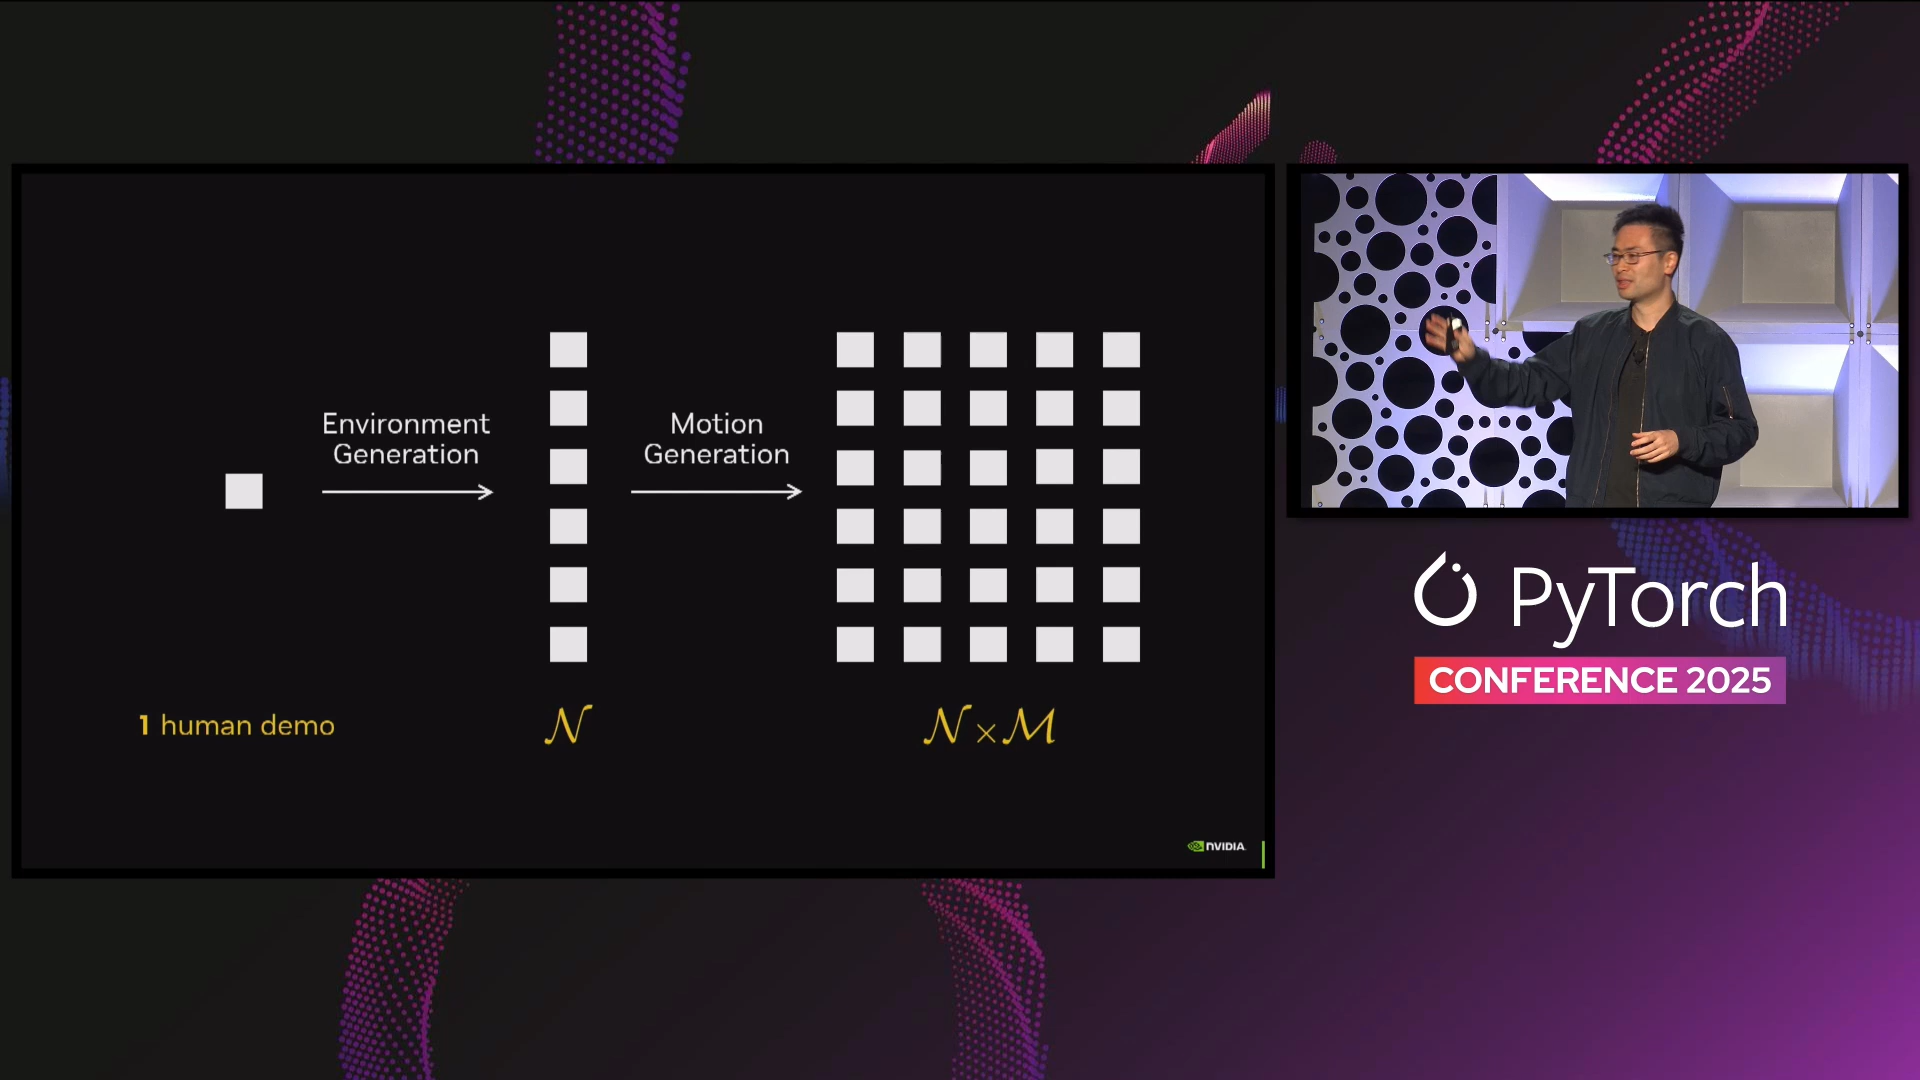 Environment
Generation
Motion
Generation
1 human demo
N
N×M
NVIDIA
PyTorch
CONFERENCE 2025